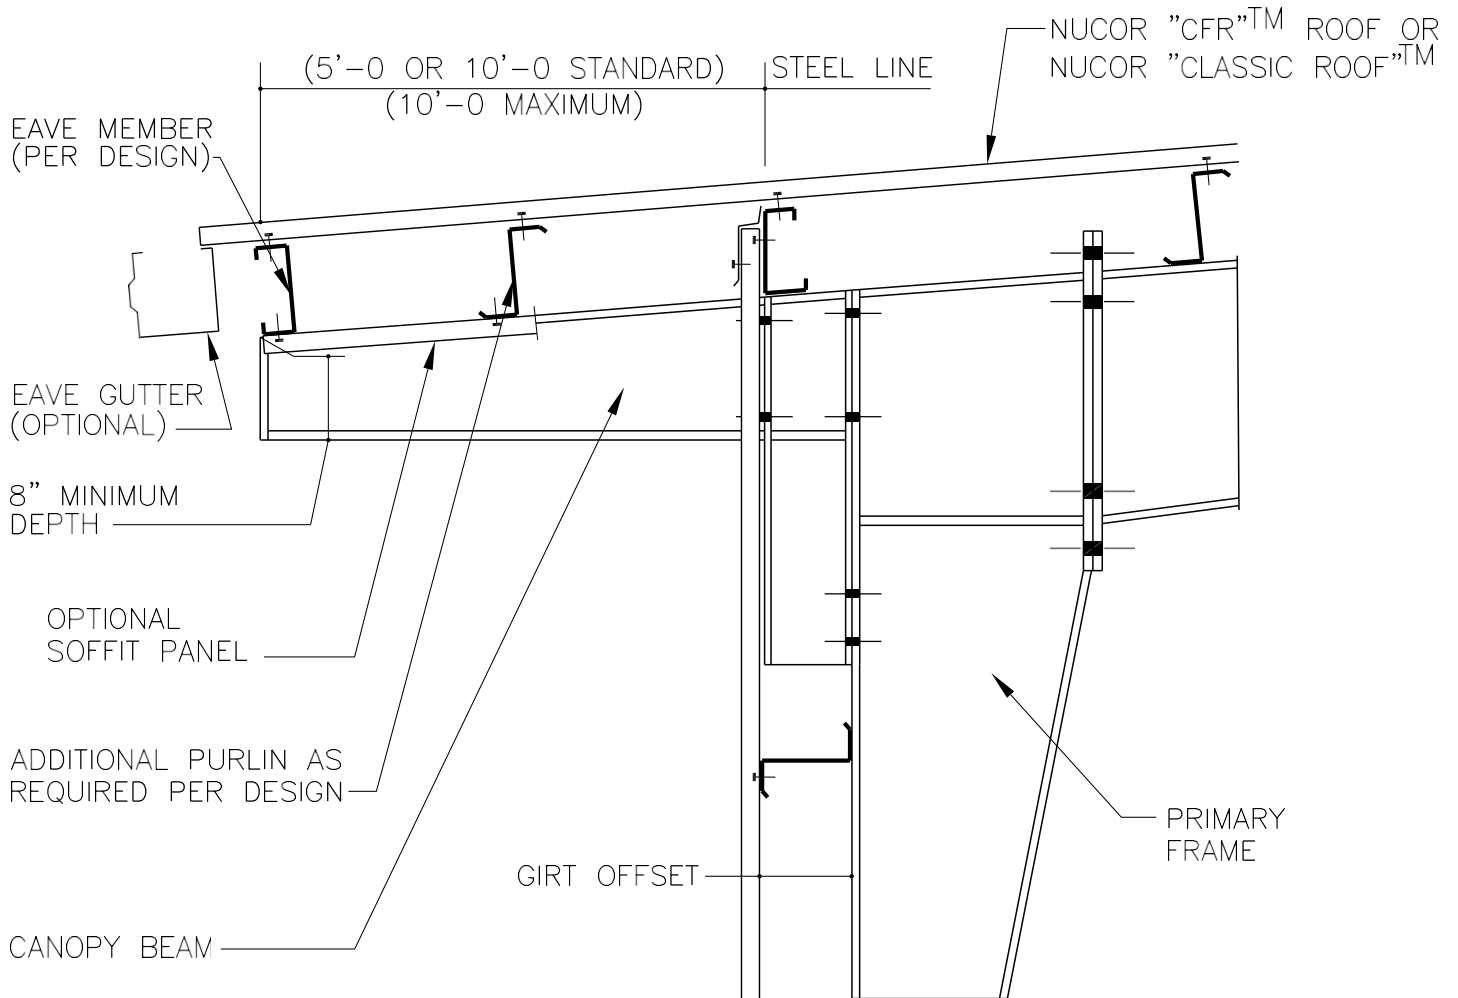 NUCOR "CFR"™ ROOF OR
NUCOR "CLASSIC ROOF"™
(5'-0 OR 10'-0 STANDARD)
(10'-0 MAXIMUM)
STEEL LINE
EAVE MEMBER
(PER DESIGN)
EAVE GUTTER
(OPTIONAL)
8" MINIMUM
DEPTH
OPTIONAL
SOFFIT PANEL
ADDITIONAL PURLIN AS
REQUIRED PER DESIGN
PRIMARY
FRAME
GIRT OFFSET
CANOPY BEAM